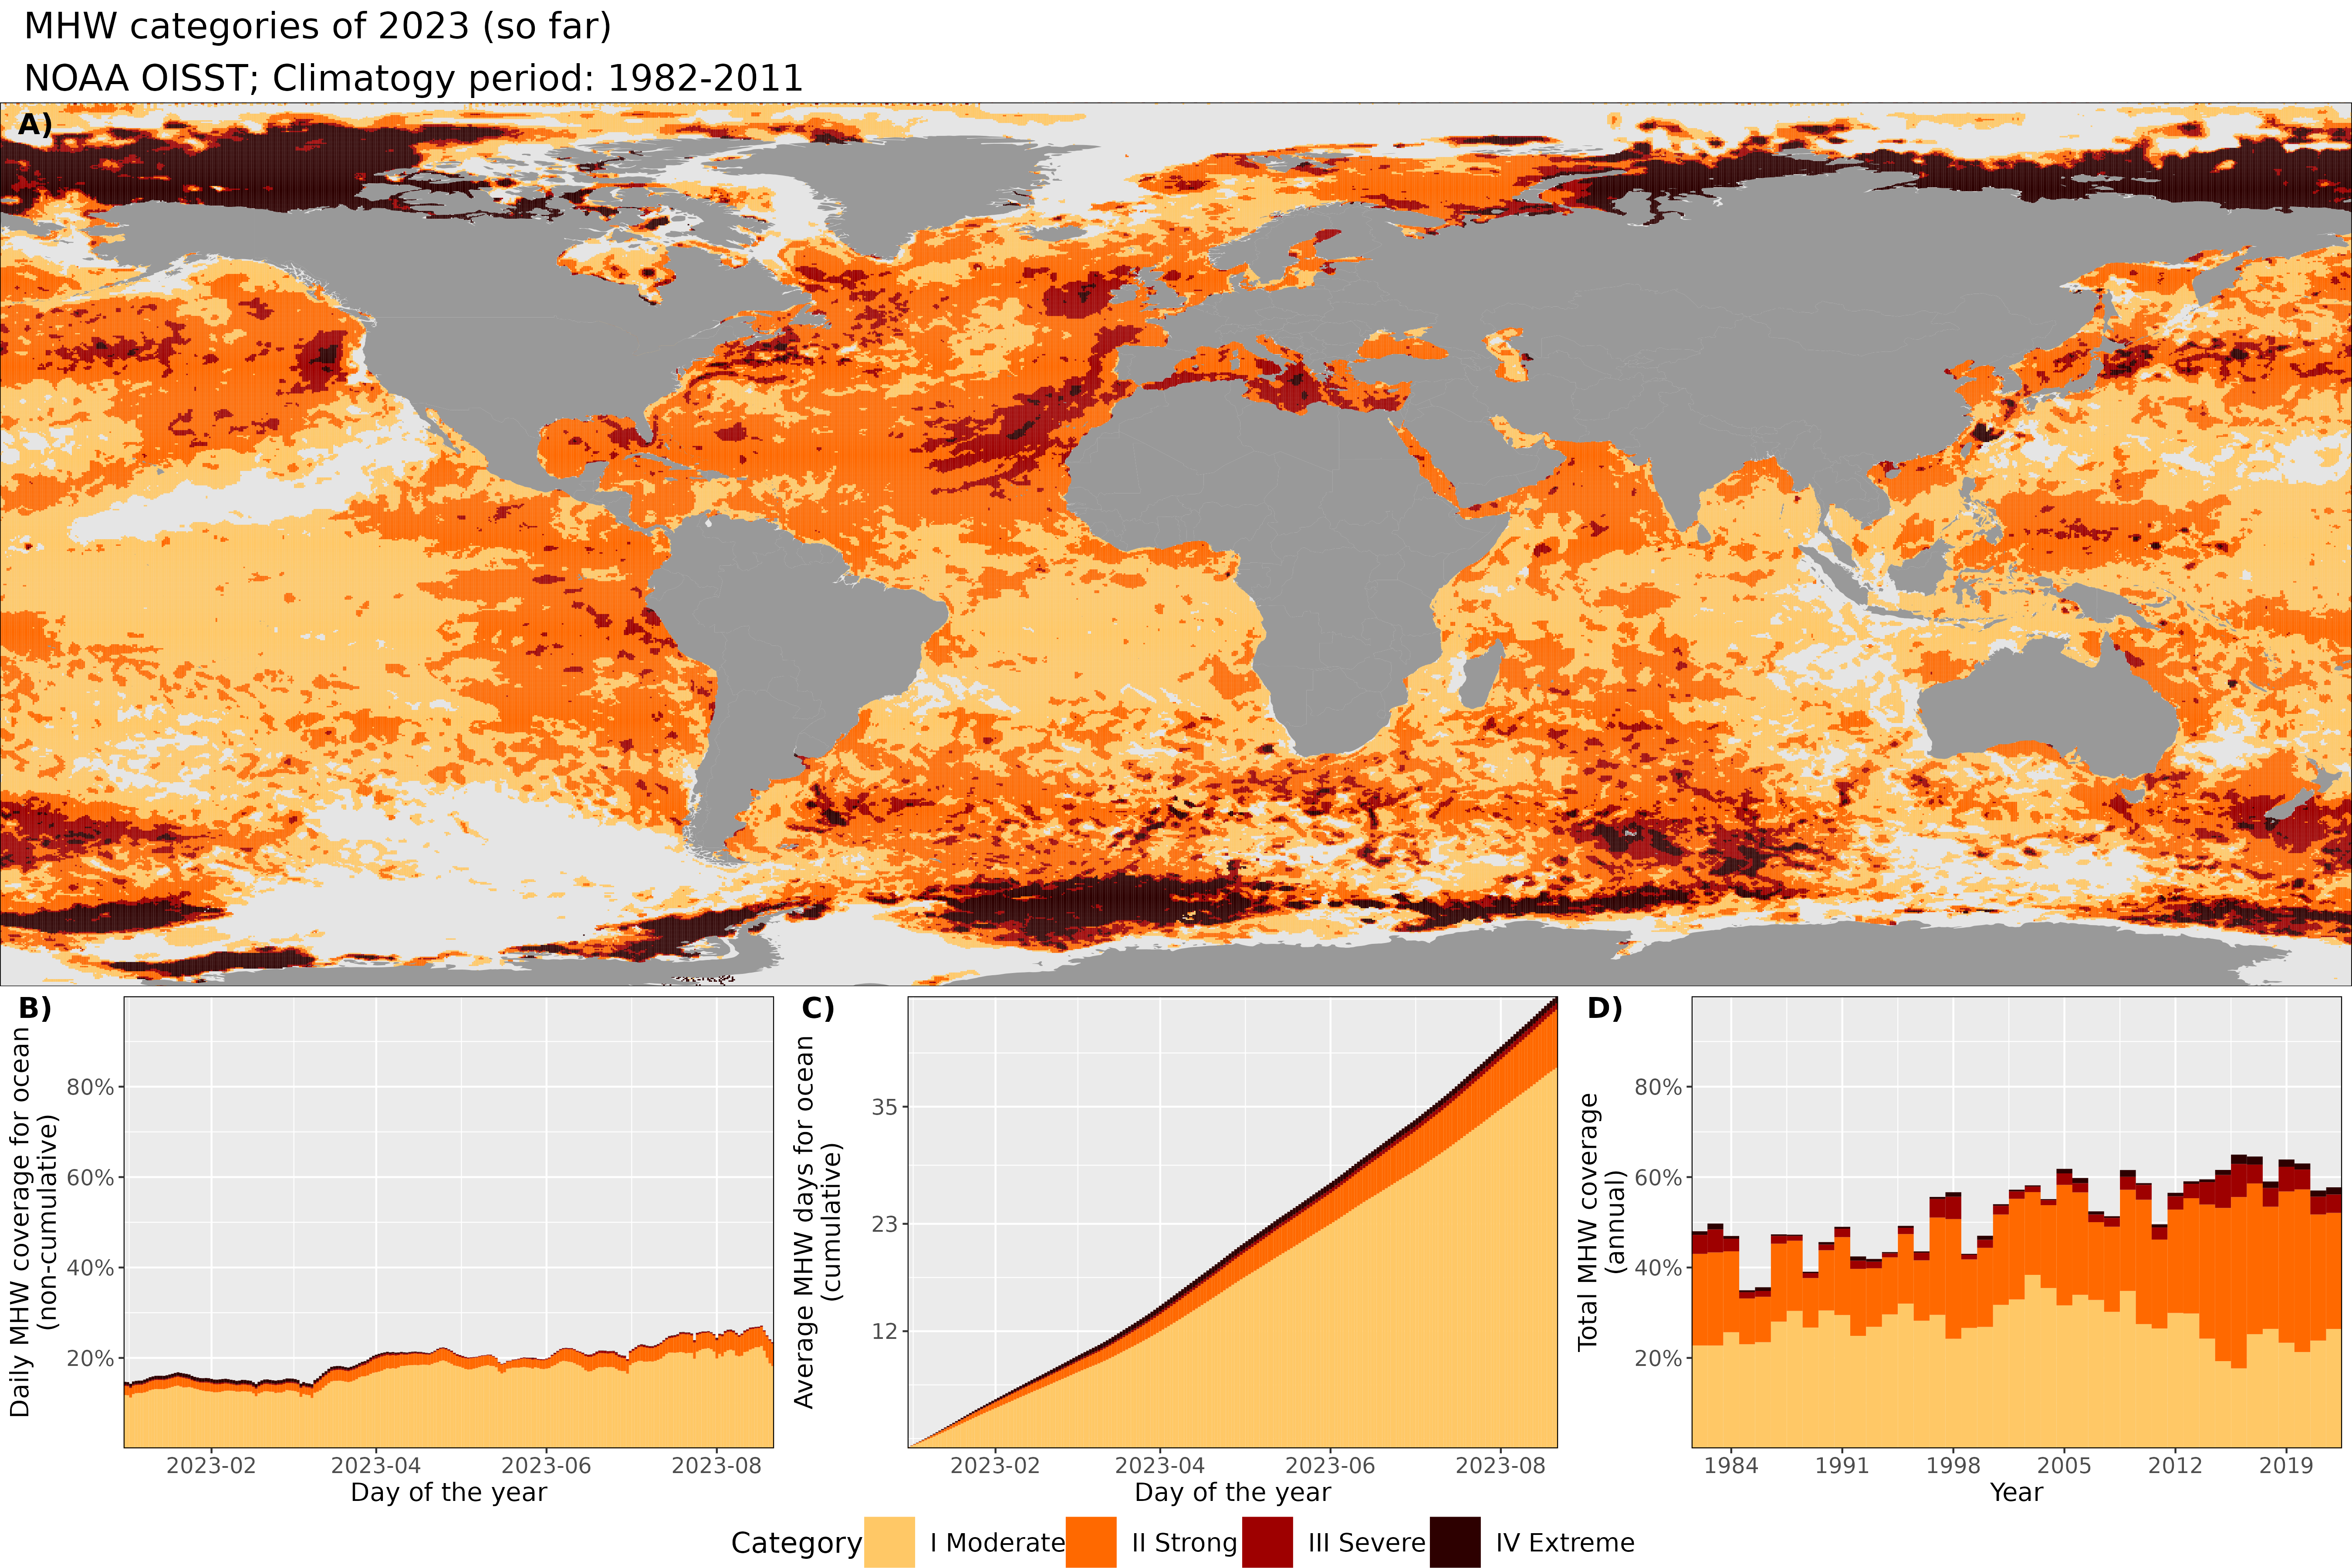 MHW categories of 2023 (so far)
NOAA OISST; Climatogy period: 1982-2011
A)
B)
Daily MHW coverage for ocean
(non-cumulative)
80%
60%
40%
20%
2023-02 2023-04 2023-06 2023-08
Day of the year
C)
Average MHW days for ocean
(cumulative)
35
23
12
2023-02 2023-04 2023-06 2023-08
Day of the year
D)
Total MHW coverage
(annual)
80%
60%
40%
20%
1984 1991 1998 2005 2012 2019
Year
Category I Moderate II Strong III Severe IV Extreme